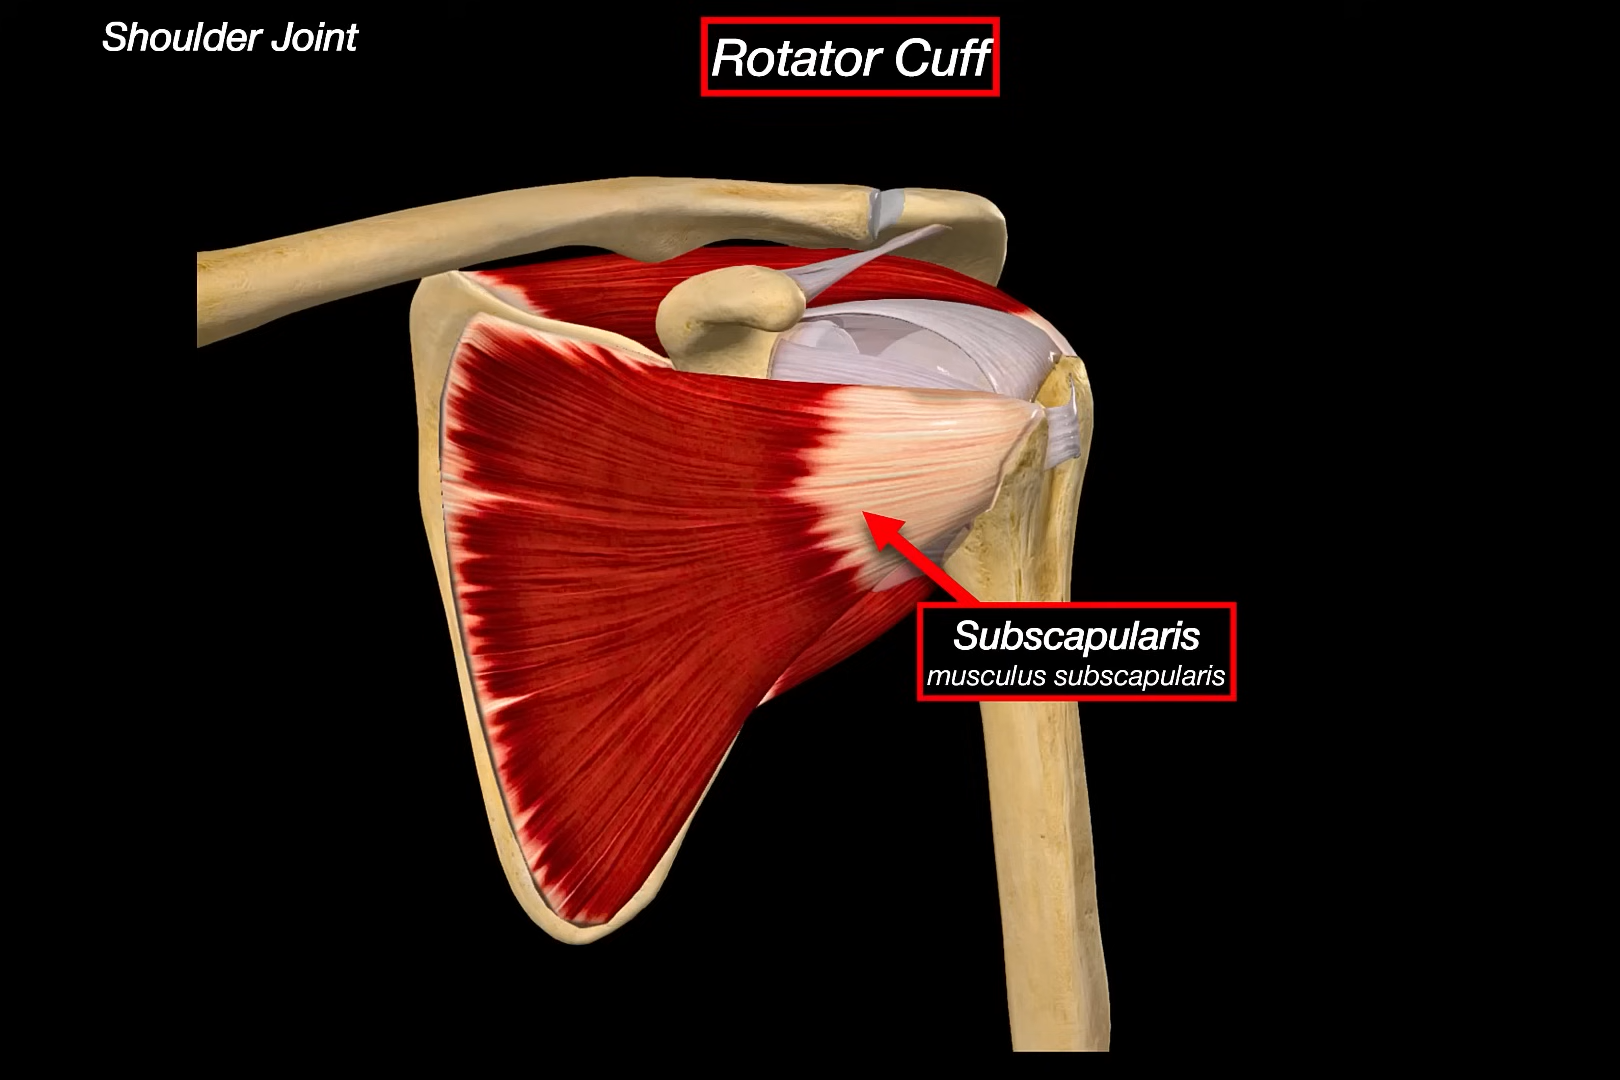 Shoulder Joint
Rotator Cuff
Subscapularis
musculus subscapularis